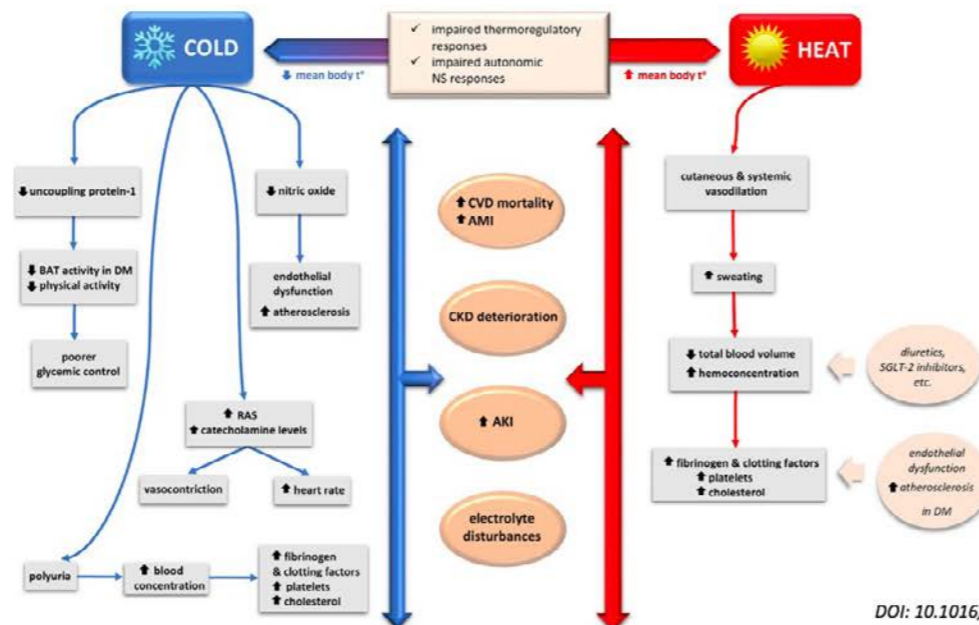 COLD
✓ impaired thermoregulatory
responses
✓ impaired autonomic
NS responses
HEAT
🡇 mean body t°
🡅 mean body t°
🡇 uncoupling protein-1
🡇 nitric oxide
cutaneous & systemic
vasodilation
🡅 CVD mortality
🡅 AMI
🡇 BAT activity in DM
🡇 physical activity
endothelial
dysfunction
🡅 atherosclerosis
🡅 sweating
CKD deterioration
poorer
glycemic control
🡇 total blood volume
🡅 hemoconcentration
diuretics,
SGLT-2 inhibitors,
etc.
🡅 RAS
🡅 catecholamine levels
🡅 AKI
vasocontriction
🡅 heart rate
🡅 fibrinogen & clotting factors
🡅 platelets
🡅 cholesterol
endothelial
dysfunction
🡅 atherosclerosis
in DM
electrolyte
disturbances
polyuria
🡅 blood
concentration
🡅 fibrinogen
& clotting factors
🡅 platelets
🡅 cholesterol
DOI: 10.1016/